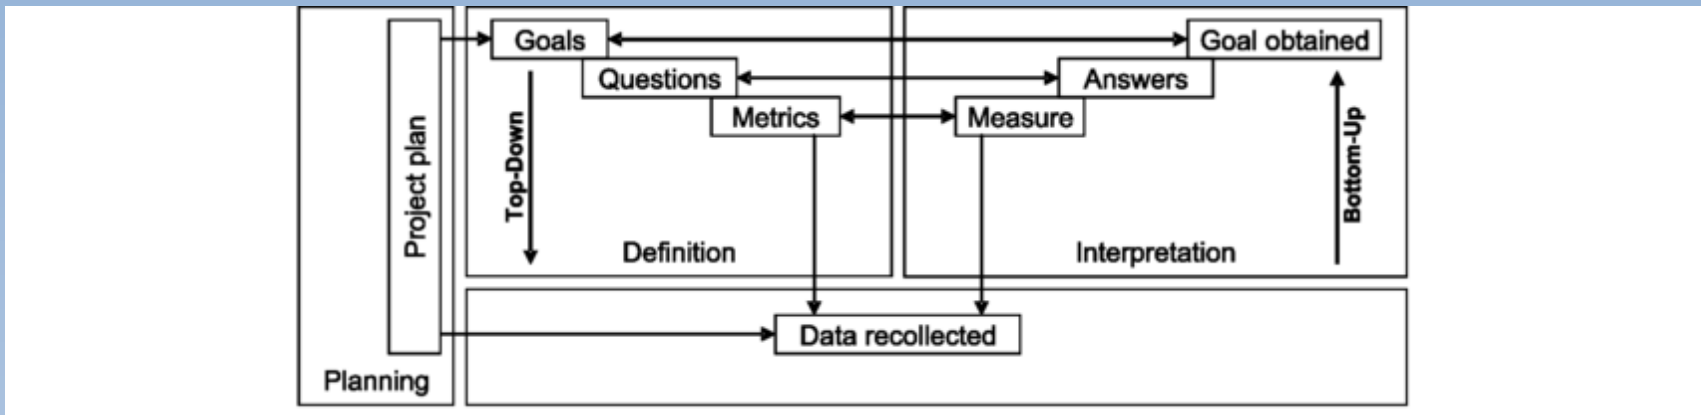 Goals
Goal obtained
Questions
Answers
Metrics
Measure
Project plan
Top-Down
Bottom-Up
Definition
Interpretation
Data recollected
Planning